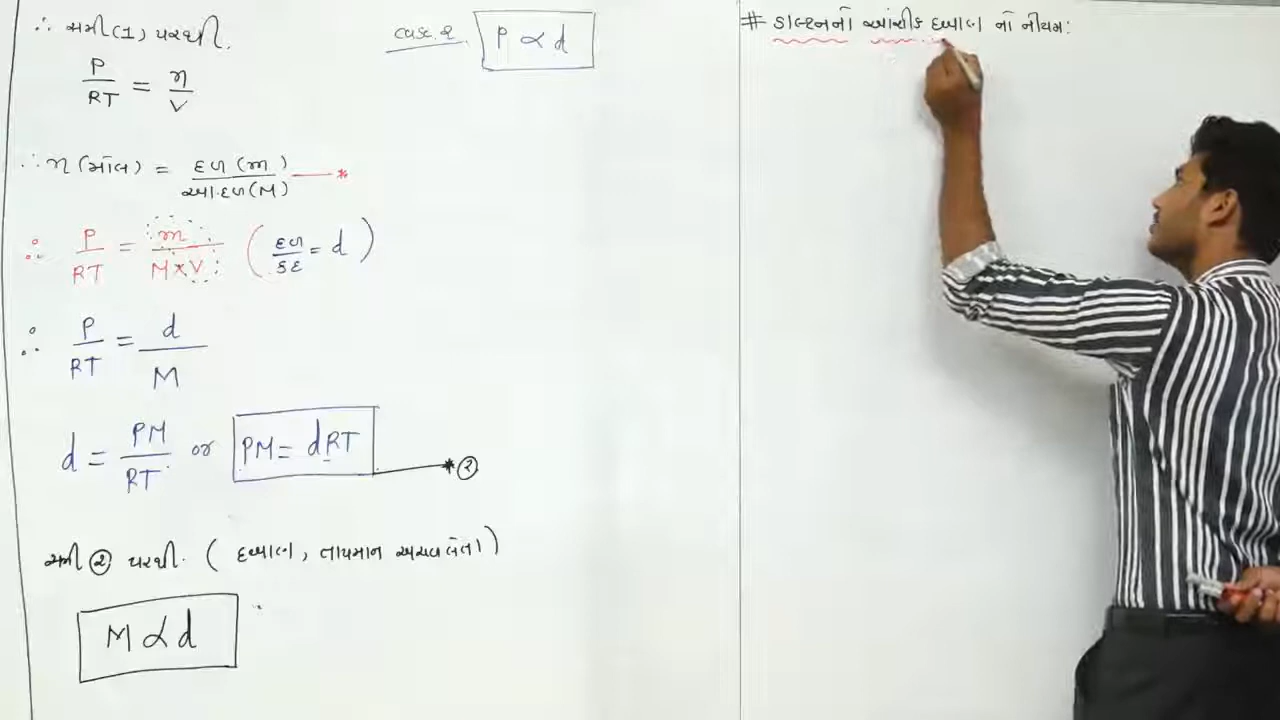 ∴ સમી(1) પરથી.
P/RT = n/V
∴ n (મોલ) = દળ (m) / આ.દળ (M) —*
∴ P/RT = m / M×V (દળ/કદ = d)
∴ P/RT = d/M
d = PM/RT or PM = dRT —* ②
સમી ② પરથી. (દબાણ, તાપમાન અચળ લેતા)
M ∝ d
case ૨ P ∝ d
# ડાલ્ટનનો આંશીક દબાણ નો નીયમ: